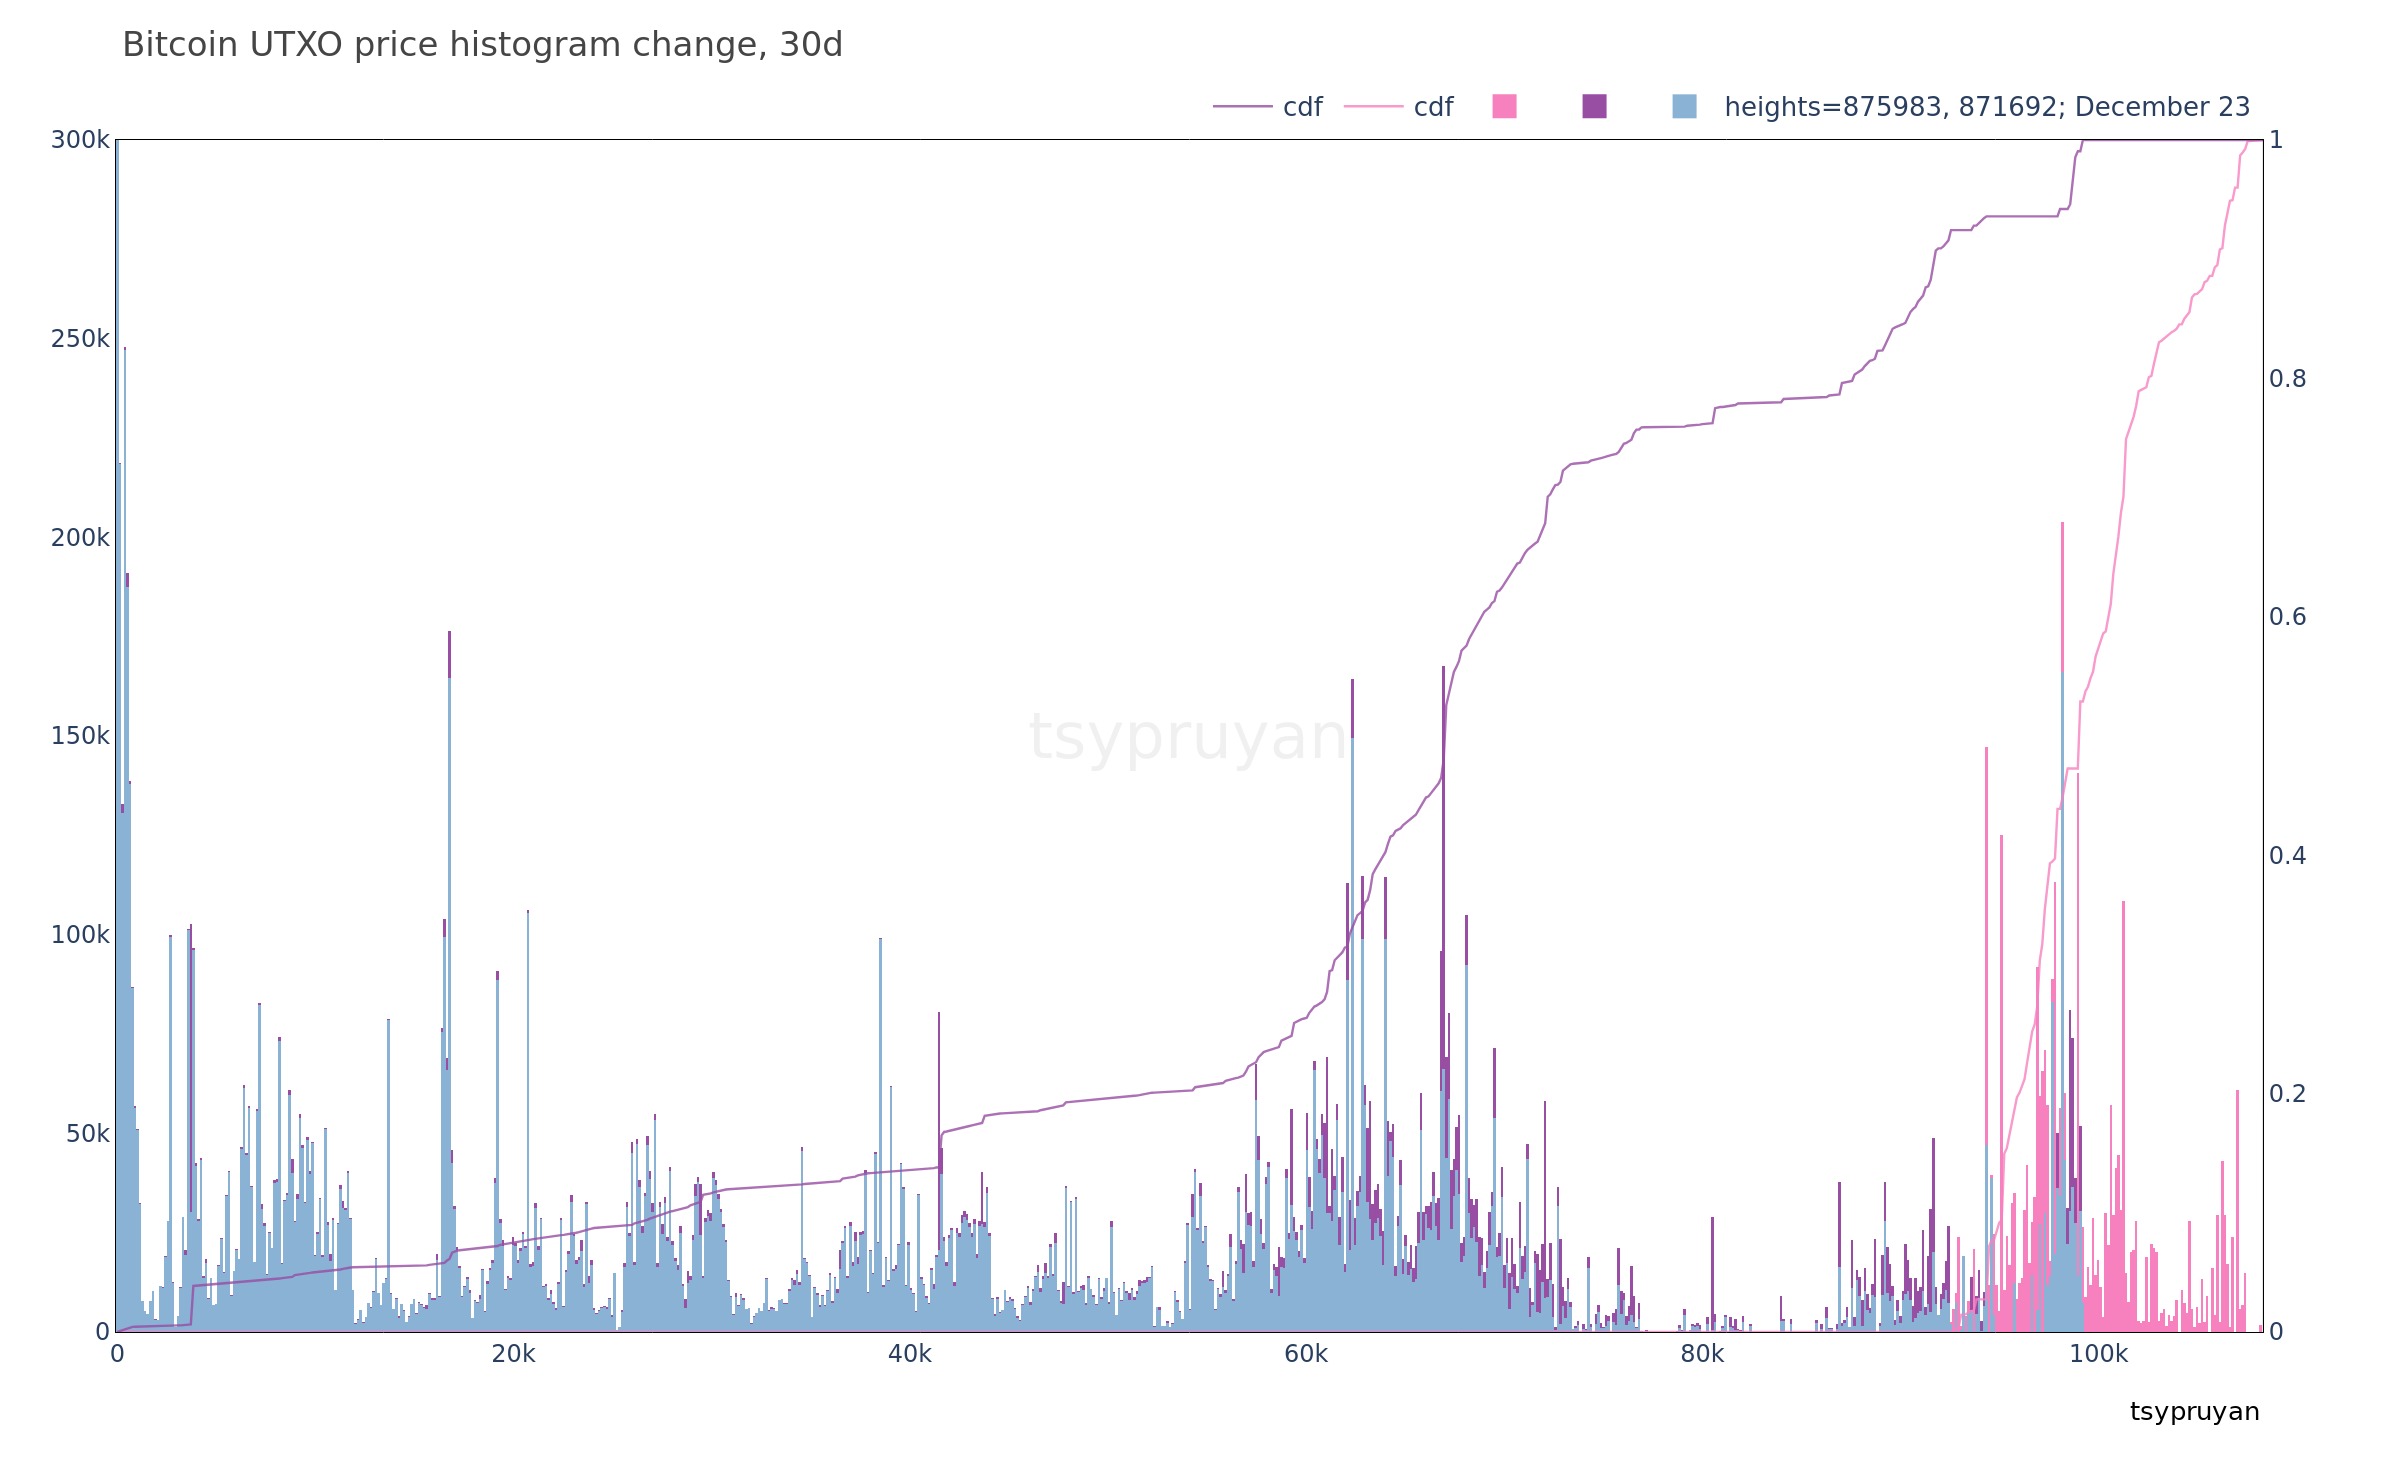 Bitcoin UTXO price histogram change, 30d
cdf cdf heights=875983, 871692; December 23
300k
250k
200k
150k
100k
50k
0
1
0.8
0.6
0.4
0.2
0
tsypruyan
0 20k 40k 60k 80k 100k
tsypruyan